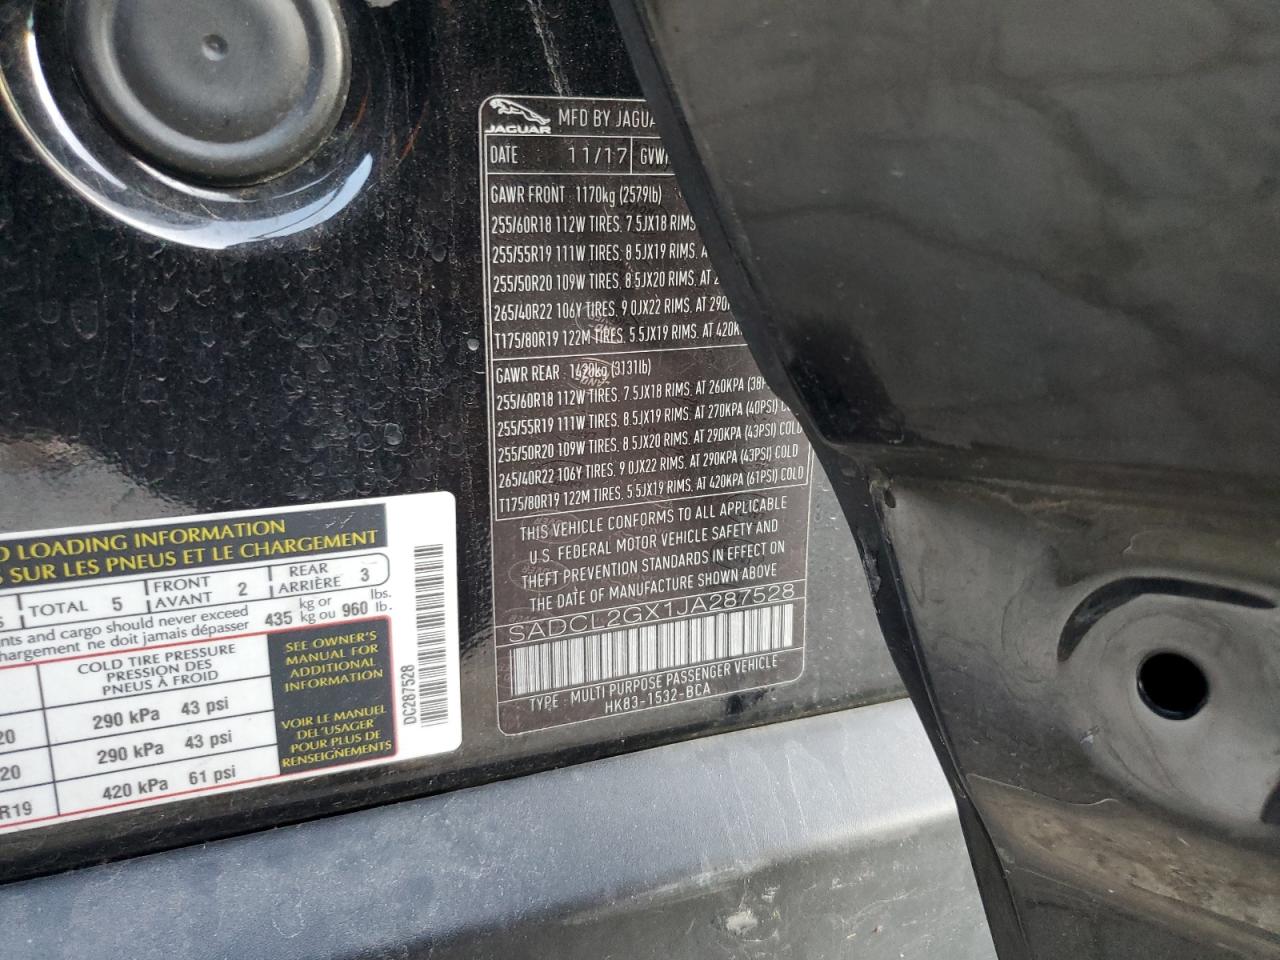 JAGUAR
MFD BY JAGUA
DATE : 11/17 GVW
GAWR FRONT : 1170kg (2579lb)
255/60R18 112W TIRES, 7.5JX18 RIMS
255/55R19 111W TIRES, 8.5JX19 RIMS, A
255/50R20 109W TIRES, 8.5JX20 RIMS, AT
265/40R22 106Y TIRES, 9.0JX22 RIMS, AT 290
T175/80R19 122M TIRES, 5.5JX19 RIMS, AT 420K
GAWR REAR : 1420kg (3131lb)
255/60R18 112W TIRES, 7.5JX18 RIMS, AT 260KPA (38P
255/55R19 111W TIRES, 8.5JX19 RIMS, AT 270KPA (40PSI) C
255/50R20 109W TIRES, 8.5JX20 RIMS, AT 290KPA (43PSI) COLD
265/40R22 106Y TIRES, 9.0JX22 RIMS, AT 290KPA (43PSI) COLD
T175/80R19 122M TIRES, 5.5JX19 RIMS, AT 420KPA (61PSI) COLD
THIS VEHICLE CONFORMS TO ALL APPLICABLE
U.S. FEDERAL MOTOR VEHICLE SAFETY AND
THEFT PREVENTION STANDARDS IN EFFECT ON
THE DATE OF MANUFACTURE SHOWN ABOVE
SADCL2GX1JA287528
TYPE : MULTI PURPOSE PASSENGER VEHICLE
HK83-1532-BCA
D LOADING INFORMATION
S SUR LES PNEUS ET LE CHARGEMENT
S TOTAL 5 FRONT AVANT 2 REAR ARRIÈRE 3
nts and cargo should never exceed
hargement ne doit jamais dépasser 435 kg or kg ou 960 lbs. lb.
COLD TIRE PRESSURE
PRESSION DES
PNEUS À FROID
20 290 kPa 43 psi
20 290 kPa 43 psi
R19 420 kPa 61 psi
SEE OWNER'S
MANUAL FOR
ADDITIONAL
INFORMATION
VOIR LE MANUEL
DEL'USAGER
POUR PLUS DE
RENSEIGNEMENTS
DC287528